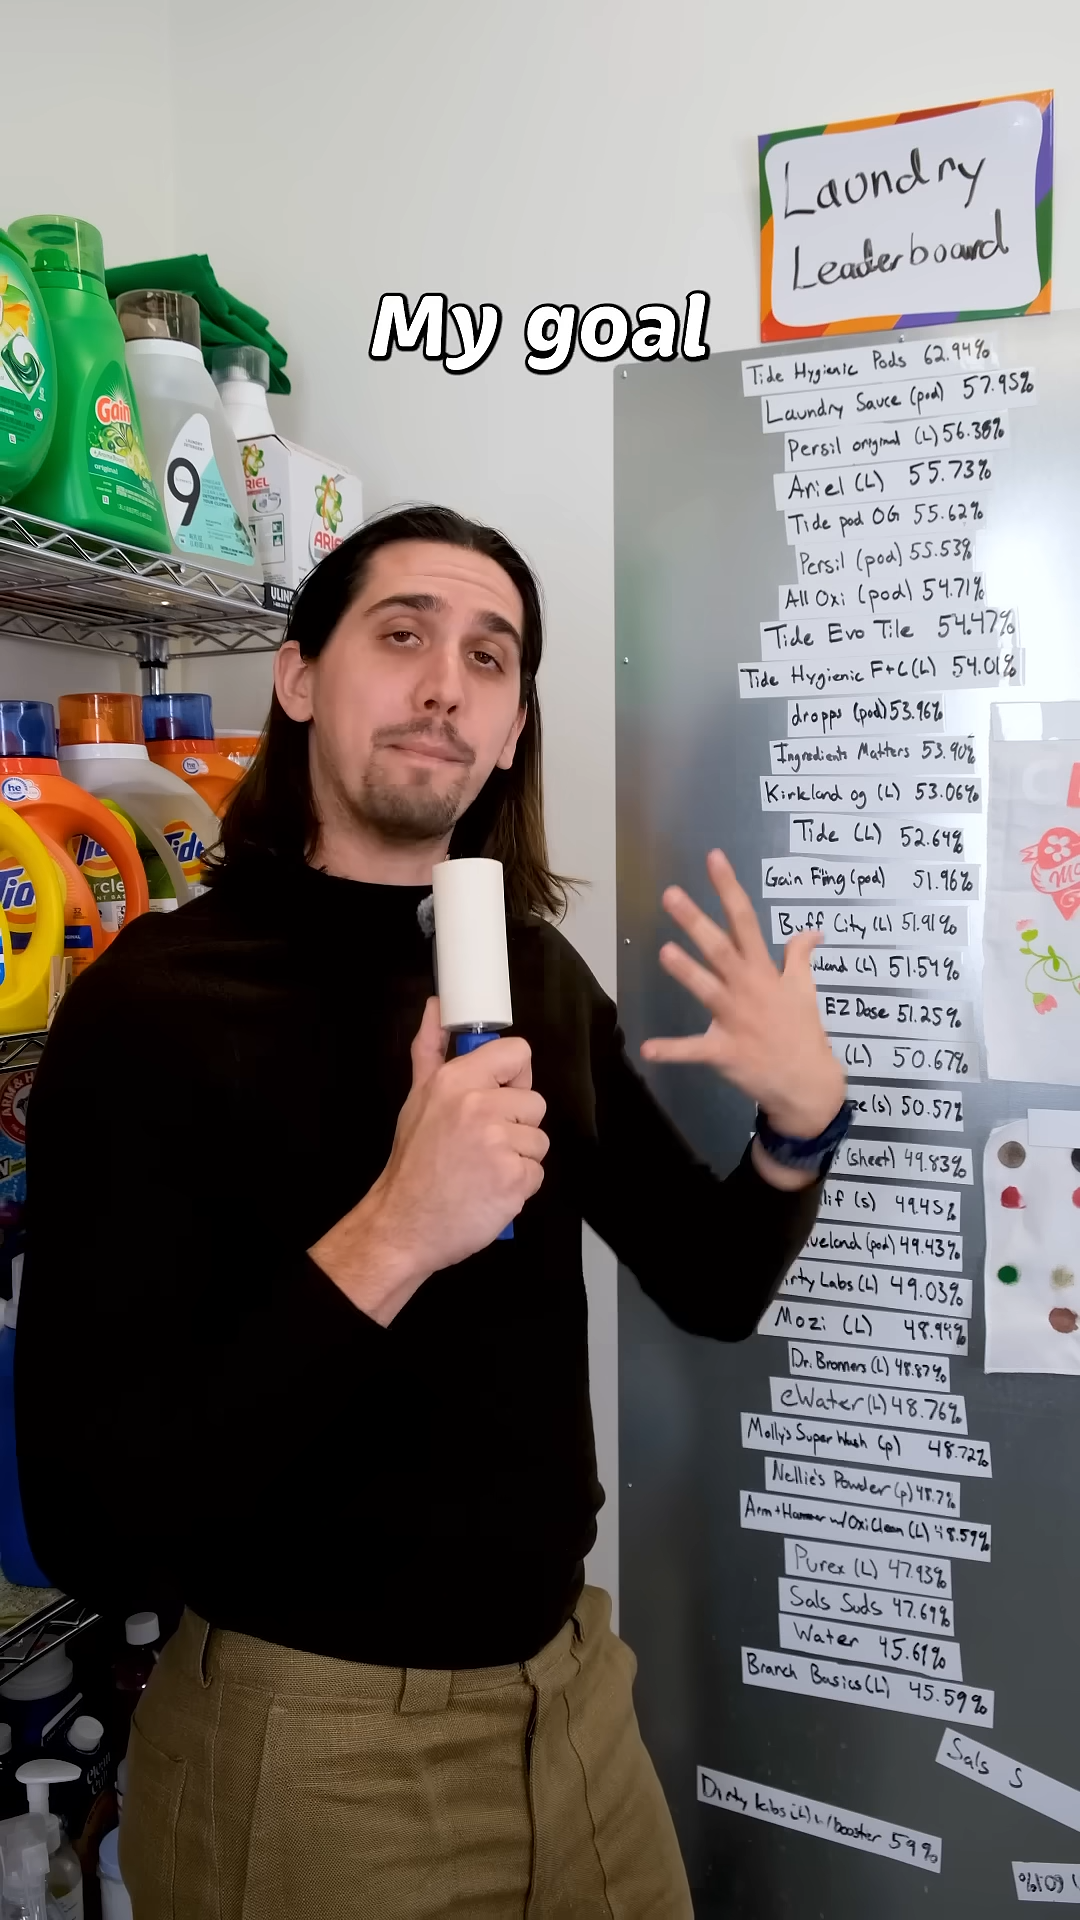 Laundry
Leaderboard
My goal
Tide Hygienic Pods 62.94%
Laundry Sauce (pod) 57.95%
Persil original (L) 56.38%
Ariel (L) 55.73%
Tide pod OG 55.62%
Persil (pod) 55.53%
All Oxi (pod) 54.71%
Tide Evo Tile 54.47%
Tide Hygienic F+C (L) 54.01%
dropps (pod) 53.96%
Ingredients Matters 53.90%
Kirkland og (L) 53.06%
Tide (L) 52.64%
Gain Fling (pod) 51.96%
Buff City (L) 51.91%
(L) 51.54%
EZ Dose 51.25%
(L) 50.67%
(s) 50.57%
(sheet) 49.83%
(s) 49.45%
(pod) 49.43%
Labs (L) 49.03%
Mozi (L) 48.94%
Dr. Bronners (L) 48.87%
eWater (L) 48.76%
Molly's Super Wash (p) 48.72%
Nellie's Powder (p) 48.7%
Arm + Hammer w/ OxiClean (L) 48.59%
Purex (L) 47.93%
Sals Suds 47.69%
Water 45.61%
Branch Basics (L) 45.59%
Sals S
Dirty labs (L) w/ booster 59%
Gain
original
9
ARIEL
ULINE
he
Tide
ARM & H